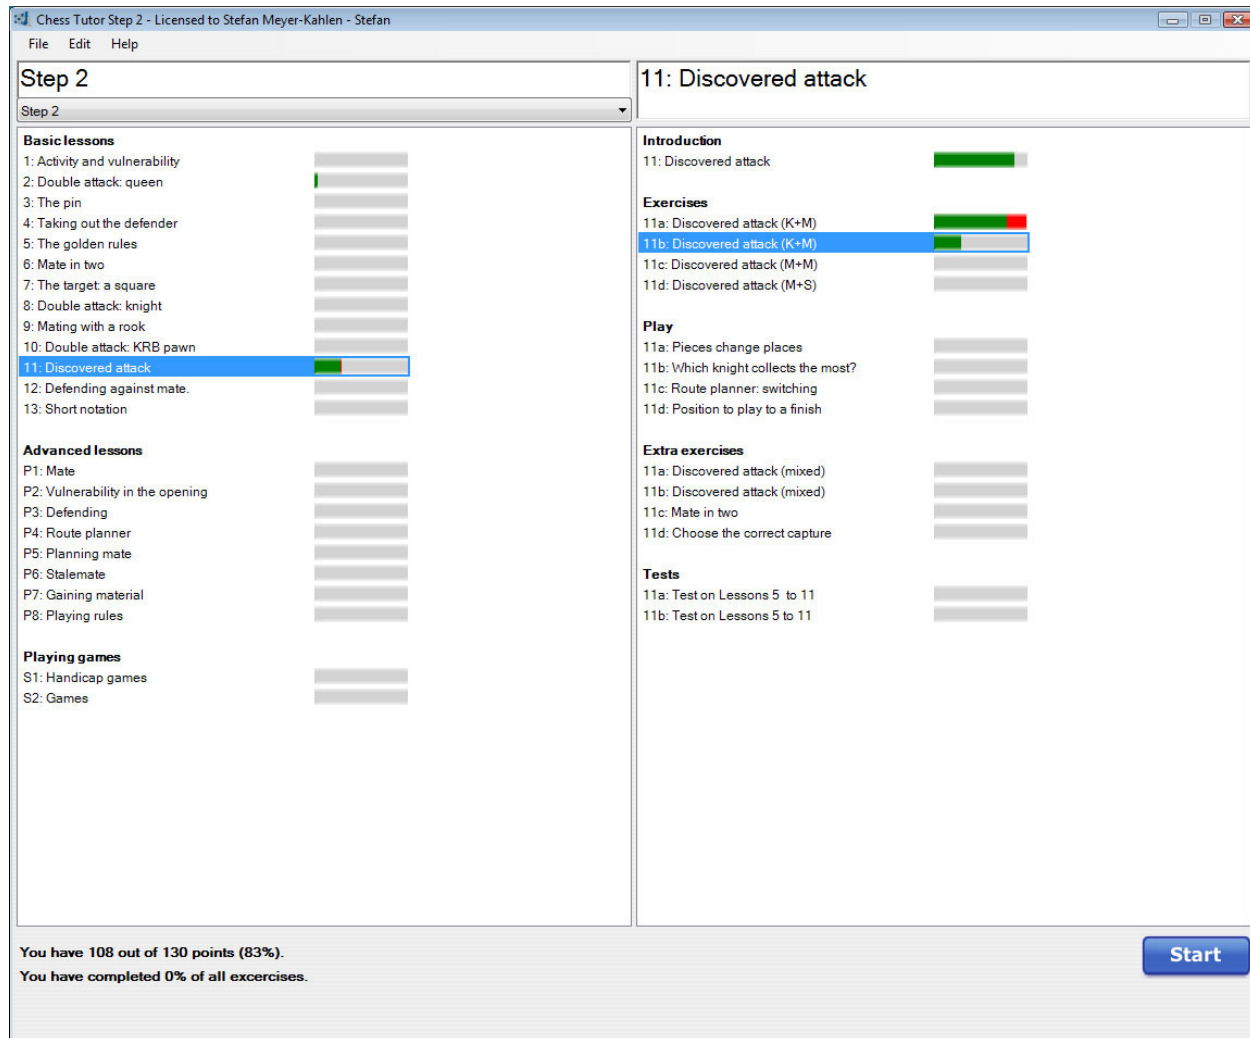 Chess Tutor Step 2 - Licensed to Stefan Meyer-Kahlen - Stefan
File Edit Help
Step 2
Step 2
Basic lessons
1: Activity and vulnerability
2: Double attack: queen
3: The pin
4: Taking out the defender
5: The golden rules
6: Mate in two
7: The target: a square
8: Double attack: knight
9: Mating with a rook
10: Double attack: KRB pawn
11: Discovered attack
12: Defending against mate.
13: Short notation
Advanced lessons
P1: Mate
P2: Vulnerability in the opening
P3: Defending
P4: Route planner
P5: Planning mate
P6: Stalemate
P7: Gaining material
P8: Playing rules
Playing games
S1: Handicap games
S2: Games
11: Discovered attack
Introduction
11: Discovered attack
Exercises
11a: Discovered attack (K+M)
11b: Discovered attack (K+M)
11c: Discovered attack (M+M)
11d: Discovered attack (M+S)
Play
11a: Pieces change places
11b: Which knight collects the most?
11c: Route planner: switching
11d: Position to play to a finish
Extra exercises
11a: Discovered attack (mixed)
11b: Discovered attack (mixed)
11c: Mate in two
11d: Choose the correct capture
Tests
11a: Test on Lessons 5 to 11
11b: Test on Lessons 5 to 11
You have 108 out of 130 points (83%).
You have completed 0% of all excercises.
Start